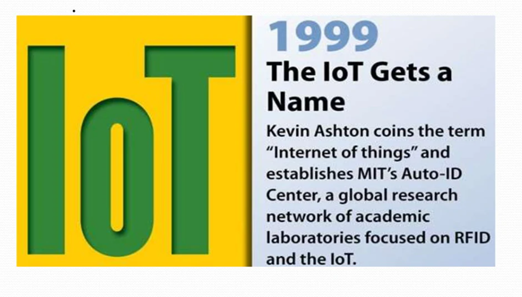 IoT
1999
The IoT Gets a
Name
Kevin Ashton coins the term
“Internet of things” and
establishes MIT’s Auto-ID
Center, a global research
network of academic
laboratories focused on RFID
and the IoT.